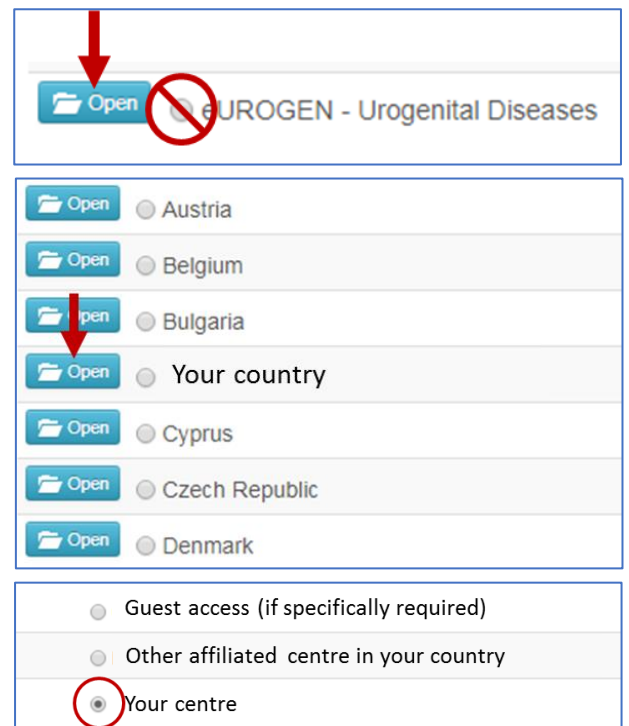 Open eUROGEN - Urogenital Diseases
Open Austria
Open Belgium
Open Bulgaria
Open Your country
Open Cyprus
Open Czech Republic
Open Denmark
Guest access (if specifically required)
Other affiliated centre in your country
Your centre